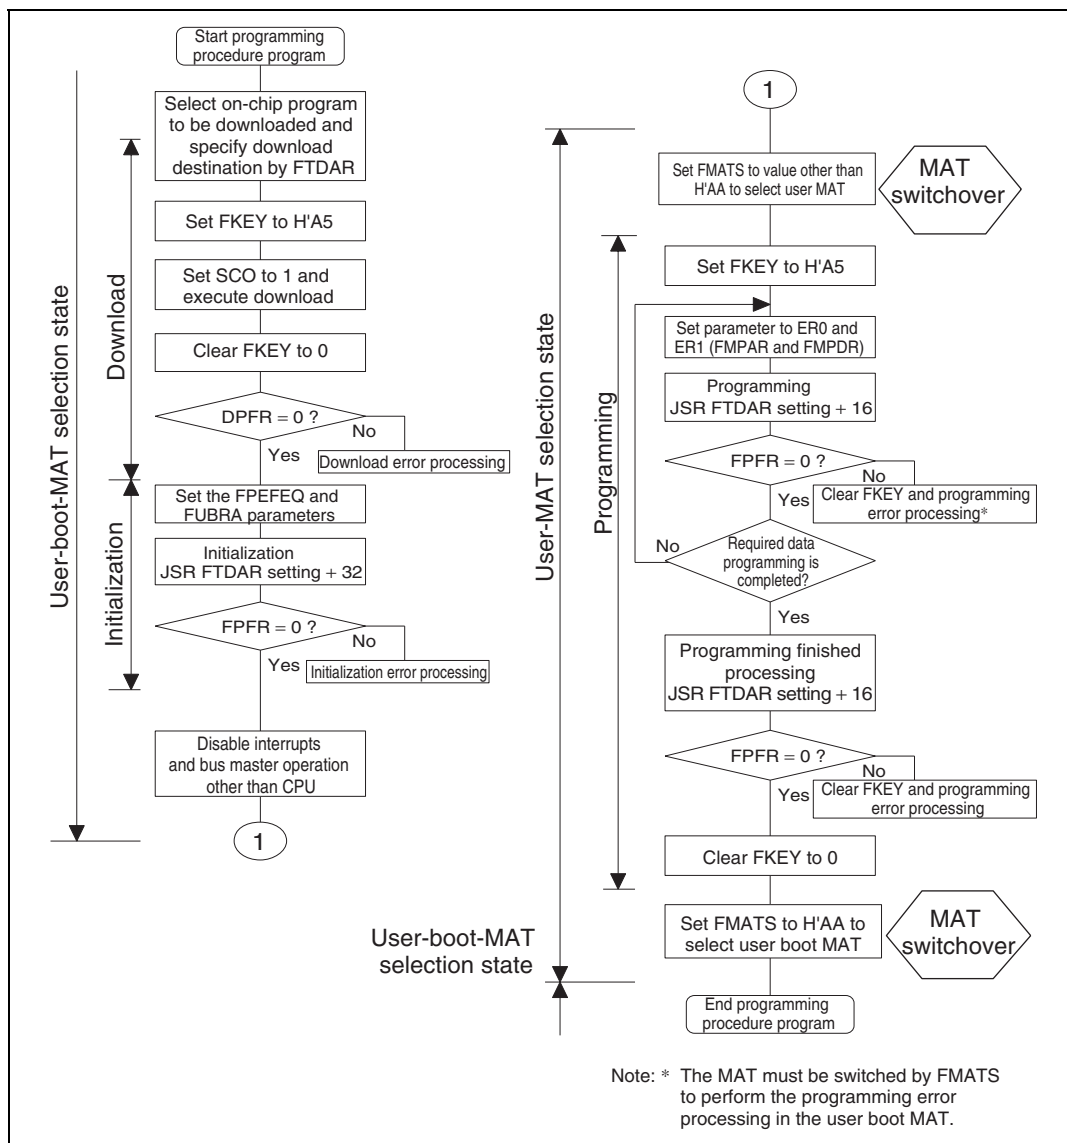 Start programming
procedure program
Select on-chip program
to be downloaded and
specify download
destination by FTDAR
Set FKEY to H'A5
Set SCO to 1 and
execute download
Clear FKEY to 0
DPFR = 0 ?
No
Yes
Download error processing
Set the FPEFEQ and
FUBRA parameters
Initialization
JSR FTDAR setting + 32
FPFR = 0 ?
No
Yes
Initialization error processing
Disable interrupts
and bus master operation
other than CPU
1
Download
Initialization
User-boot-MAT selection state
1
Set FMATS to value other than
H'AA to select user MAT
MAT
switchover
Set FKEY to H'A5
Set parameter to ER0 and
ER1 (FMPAR and FMPDR)
Programming
JSR FTDAR setting + 16
FPFR = 0 ?
No
Yes
Clear FKEY and programming
error processing*
No
Required data
programming is
completed?
Yes
Programming finished
processing
JSR FTDAR setting + 16
FPFR = 0 ?
No
Yes
Clear FKEY and programming
error processing
Clear FKEY to 0
Set FMATS to H'AA to
select user boot MAT
MAT
switchover
End programming
procedure program
Programming
User-MAT selection state
User-boot-MAT
selection state
Note: * The MAT must be switched by FMATS
to perform the programming error
processing in the user boot MAT.